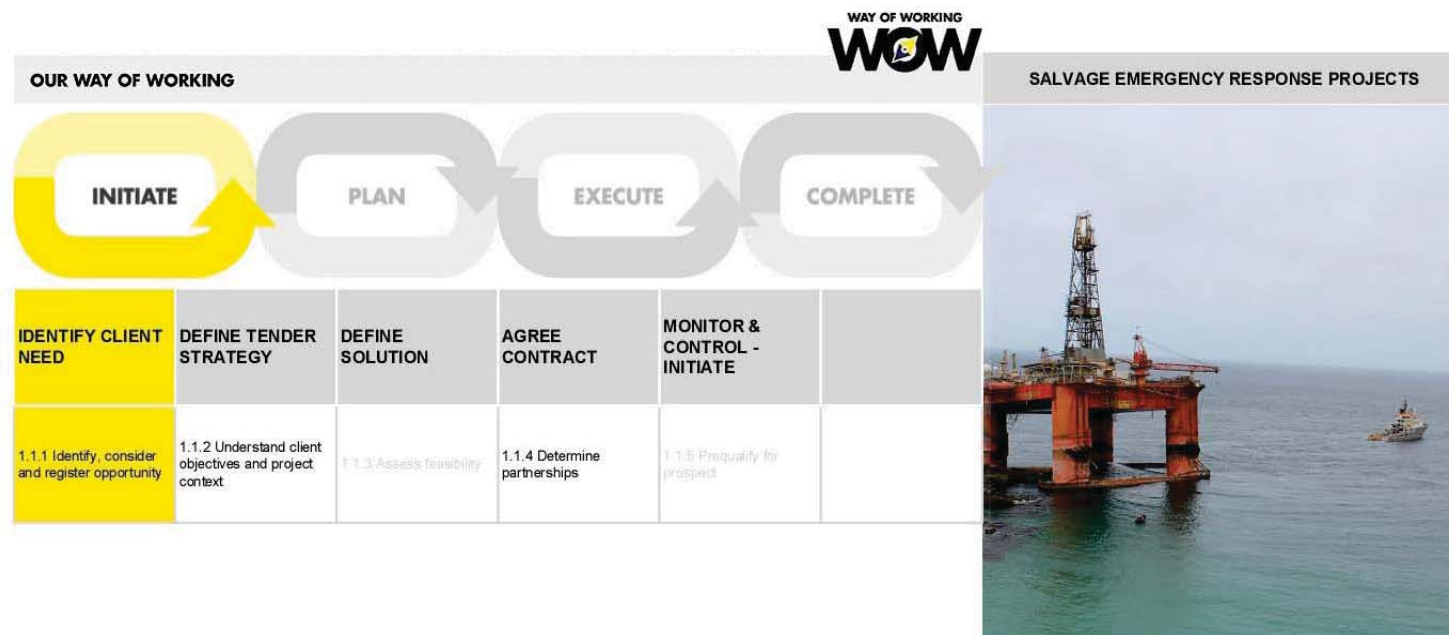 WAY OF WORKING
WOW
OUR WAY OF WORKING
SALVAGE EMERGENCY RESPONSE PROJECTS
INITIATE
PLAN
EXECUTE
COMPLETE
IDENTIFY CLIENT
NEED
DEFINE TENDER
STRATEGY
DEFINE
SOLUTION
AGREE
CONTRACT
MONITOR &
CONTROL -
INITIATE
1.1.1 Identify, consider
and register opportunity
1.1.2 Understand client
objectives and project
context
1.1.3 Assess feasibility
1.1.4 Determine
partnerships
1.1.5 Prequalify for
prospect